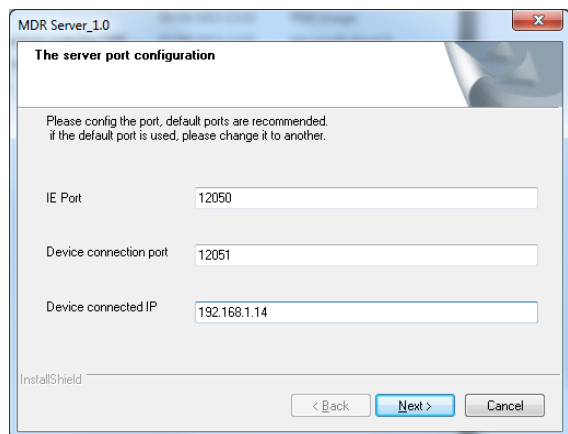 MDR Server_1.0
The server port configuration
Please config the port, default ports are recommended.
if the default port is used, please change it to another.
IE Port
12050
Device connection port
12051
Device connected IP
192.168.1.14
InstallShield
< Back
Next >
Cancel